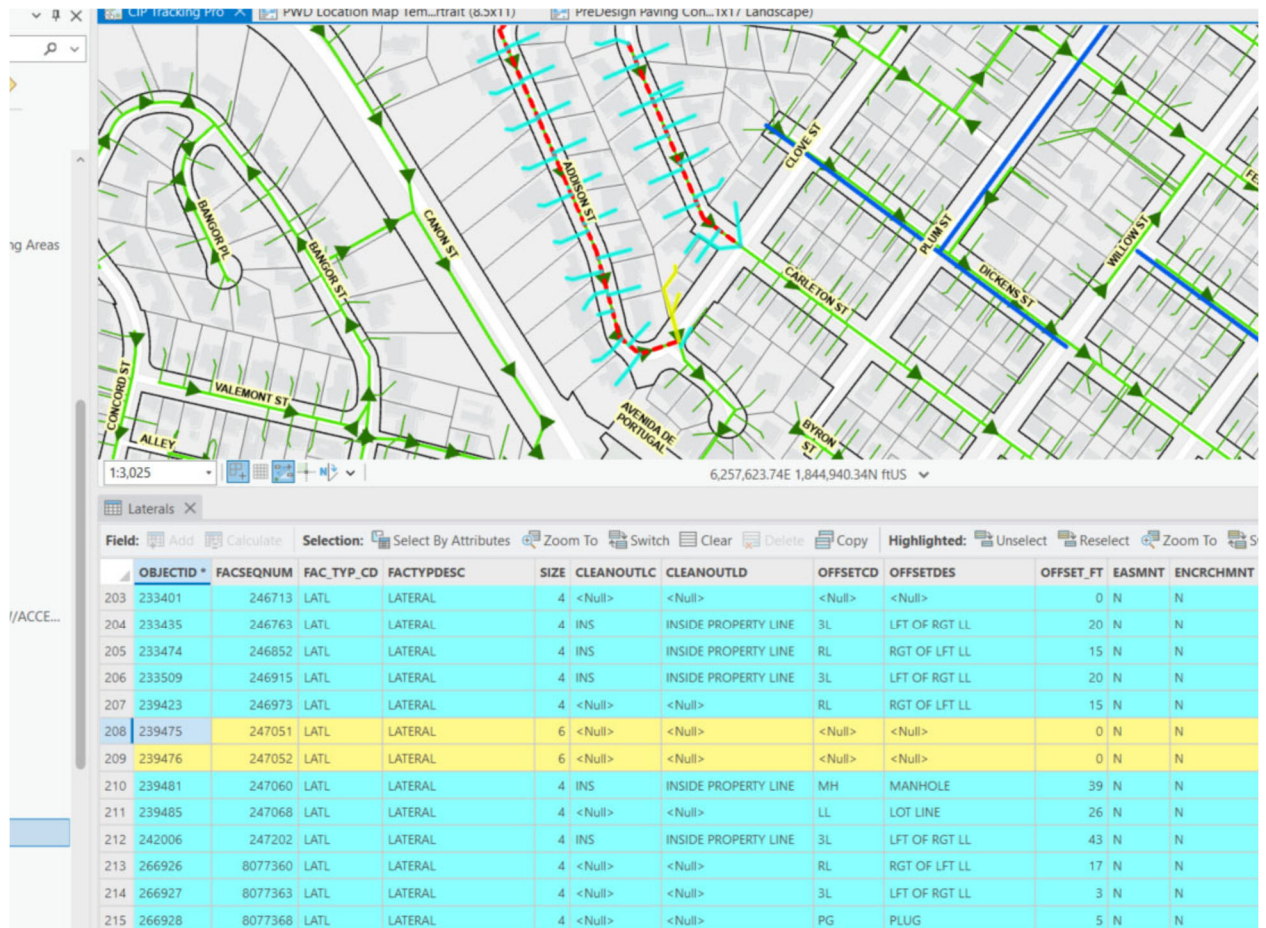 CIP Tracking Pro PWD Location Map Tem...rtrait (8.5x11) PreDesign Paving Con...1x17 Landscape)
CLOVE ST
ADDISON ST
BANGOR PL
CANON ST
PLUM ST
WILLOW ST
BANGOR ST
CARLETON ST
DICKENS ST
ng Areas
CONCORD ST
VALEMONT ST
AVENIDA DE
PORTUGAL
BYRON
ST
ALLEY
1:3,025 6,257,623.74E 1,844,940.34N ftUS
Laterals
Field: Add Calculate Selection: Select By Attributes Zoom To Switch Clear Delete Copy Highlighted: Unselect Reselect Zoom To
OBJECTID * FACSEQNUM FAC_TYP_CD FACTYPDESC SIZE CLEANOUTLC CLEANOUTLD OFFSETCD OFFSETDES OFFSET_FT EASMNT ENCRCHMNT
203 233401 246713 LATL LATERAL 4 <Null> <Null> <Null> <Null> 0 N N
204 233435 246763 LATL LATERAL 4 INS INSIDE PROPERTY LINE 3L LFT OF RGT LL 20 N N
205 233474 246852 LATL LATERAL 4 INS INSIDE PROPERTY LINE RL RGT OF LFT LL 15 N N
206 233509 246915 LATL LATERAL 4 INS INSIDE PROPERTY LINE 3L LFT OF RGT LL 20 N N
207 239423 246973 LATL LATERAL 4 <Null> <Null> RL RGT OF LFT LL 15 N N
208 239475 247051 LATL LATERAL 6 <Null> <Null> <Null> <Null> 0 N N
209 239476 247052 LATL LATERAL 6 <Null> <Null> <Null> <Null> 0 N N
210 239481 247060 LATL LATERAL 4 INS INSIDE PROPERTY LINE MH MANHOLE 39 N N
211 239485 247068 LATL LATERAL 4 <Null> <Null> LL LOT LINE 26 N N
212 242006 247202 LATL LATERAL 4 INS INSIDE PROPERTY LINE 3L LFT OF RGT LL 43 N N
213 266926 8077360 LATL LATERAL 4 <Null> <Null> RL RGT OF LFT LL 17 N N
214 266927 8077363 LATL LATERAL 4 <Null> <Null> 3L LFT OF RGT LL 3 N N
215 266928 8077368 LATL LATERAL 4 <Null> <Null> PG PLUG 5 N N
//ACCE...